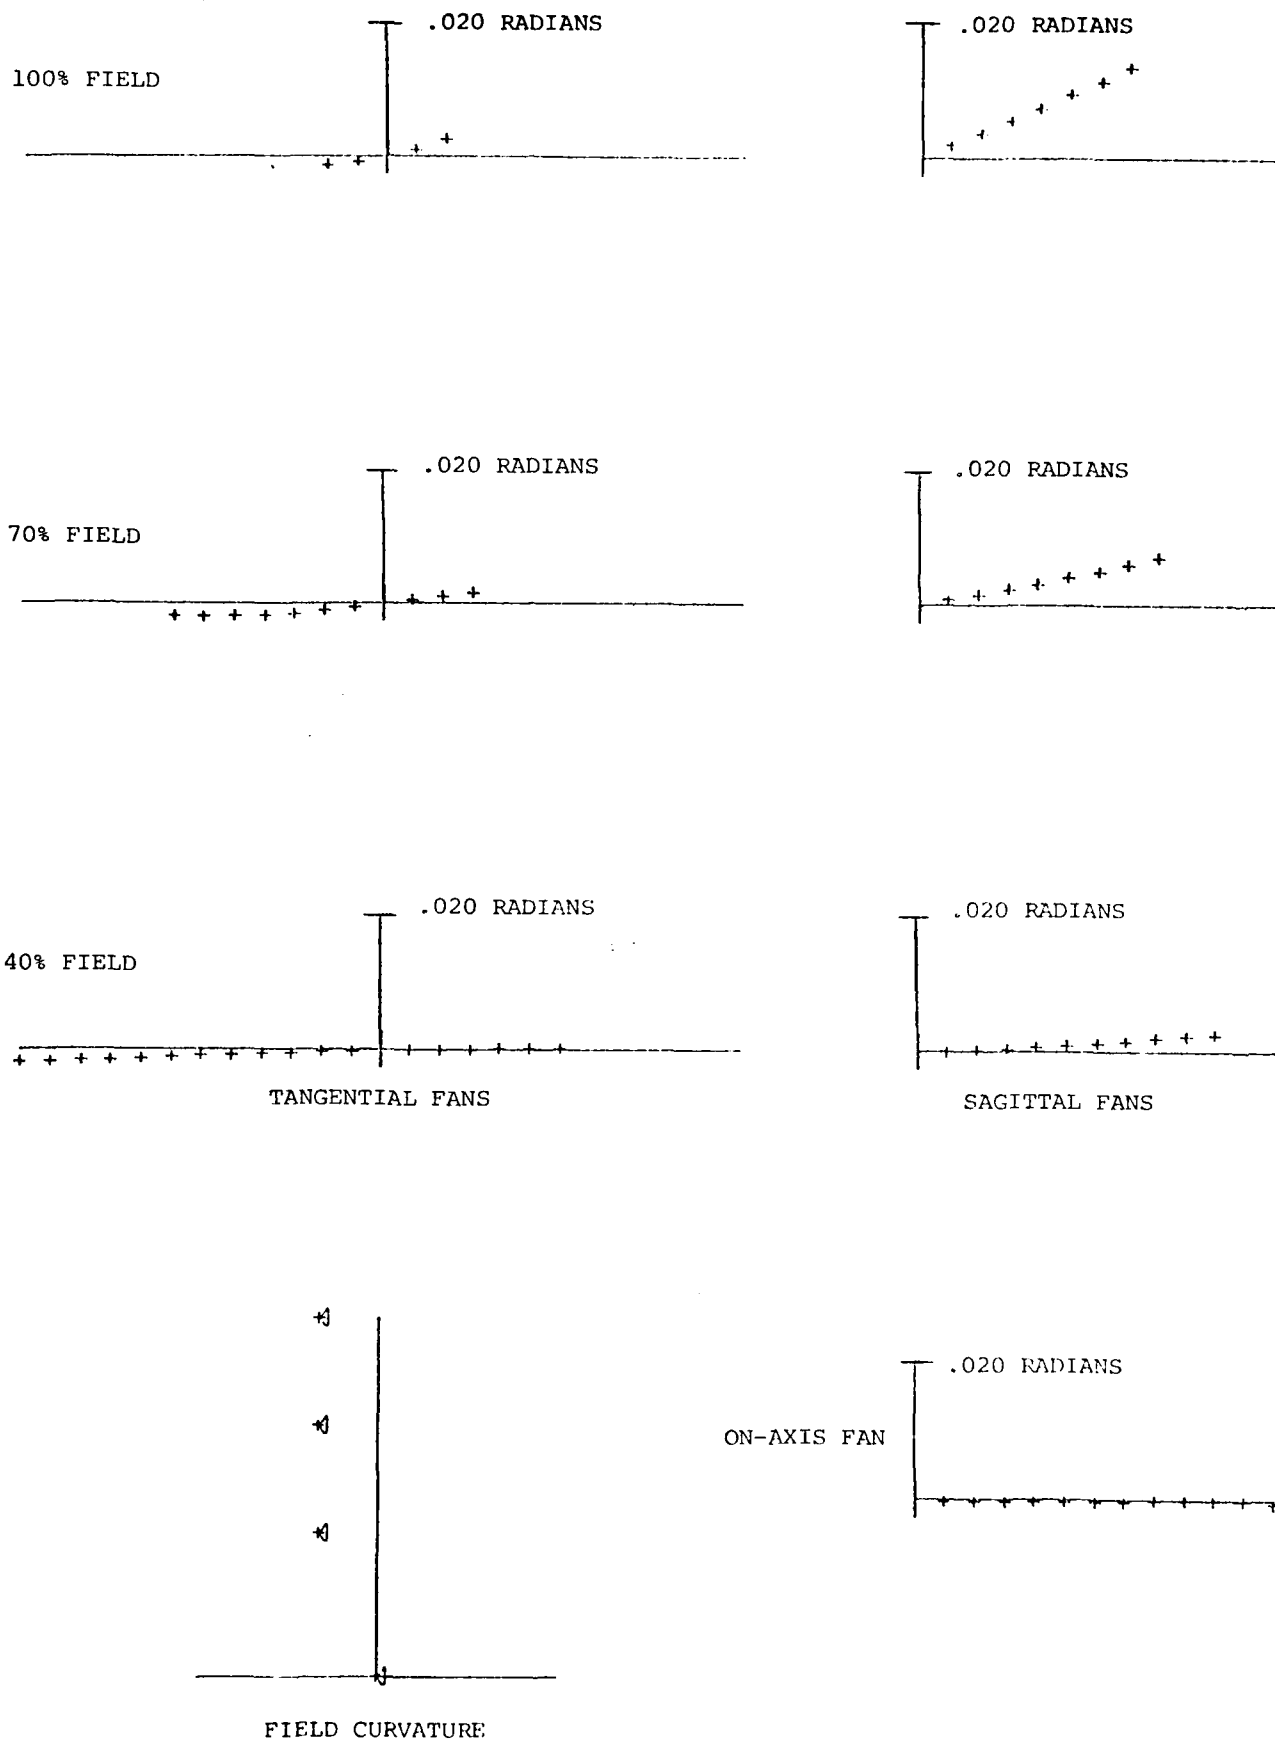 .020 RADIANS
.020 RADIANS
100% FIELD
.020 RADIANS
.020 RADIANS
70% FIELD
.020 RADIANS
.020 RADIANS
40% FIELD
TANGENTIAL FANS
SAGITTAL FANS
.020 RADIANS
ON-AXIS FAN
FIELD CURVATURE